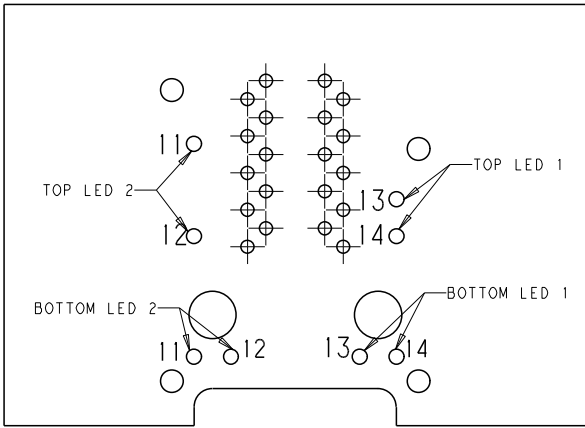 11
TOP LED 2
12
TOP LED 1
13
14
BOTTOM LED 2
BOTTOM LED 1
11
12
13
14